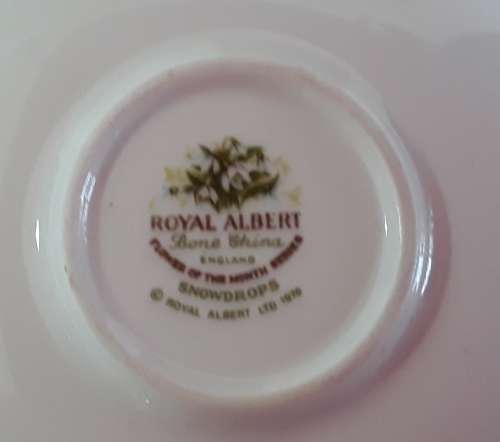 ROYAL ALBERT
Bone China
ENGLAND
FLOWER OF THE MONTH SERIES
SNOWDROPS
© ROYAL ALBERT LTD 1970